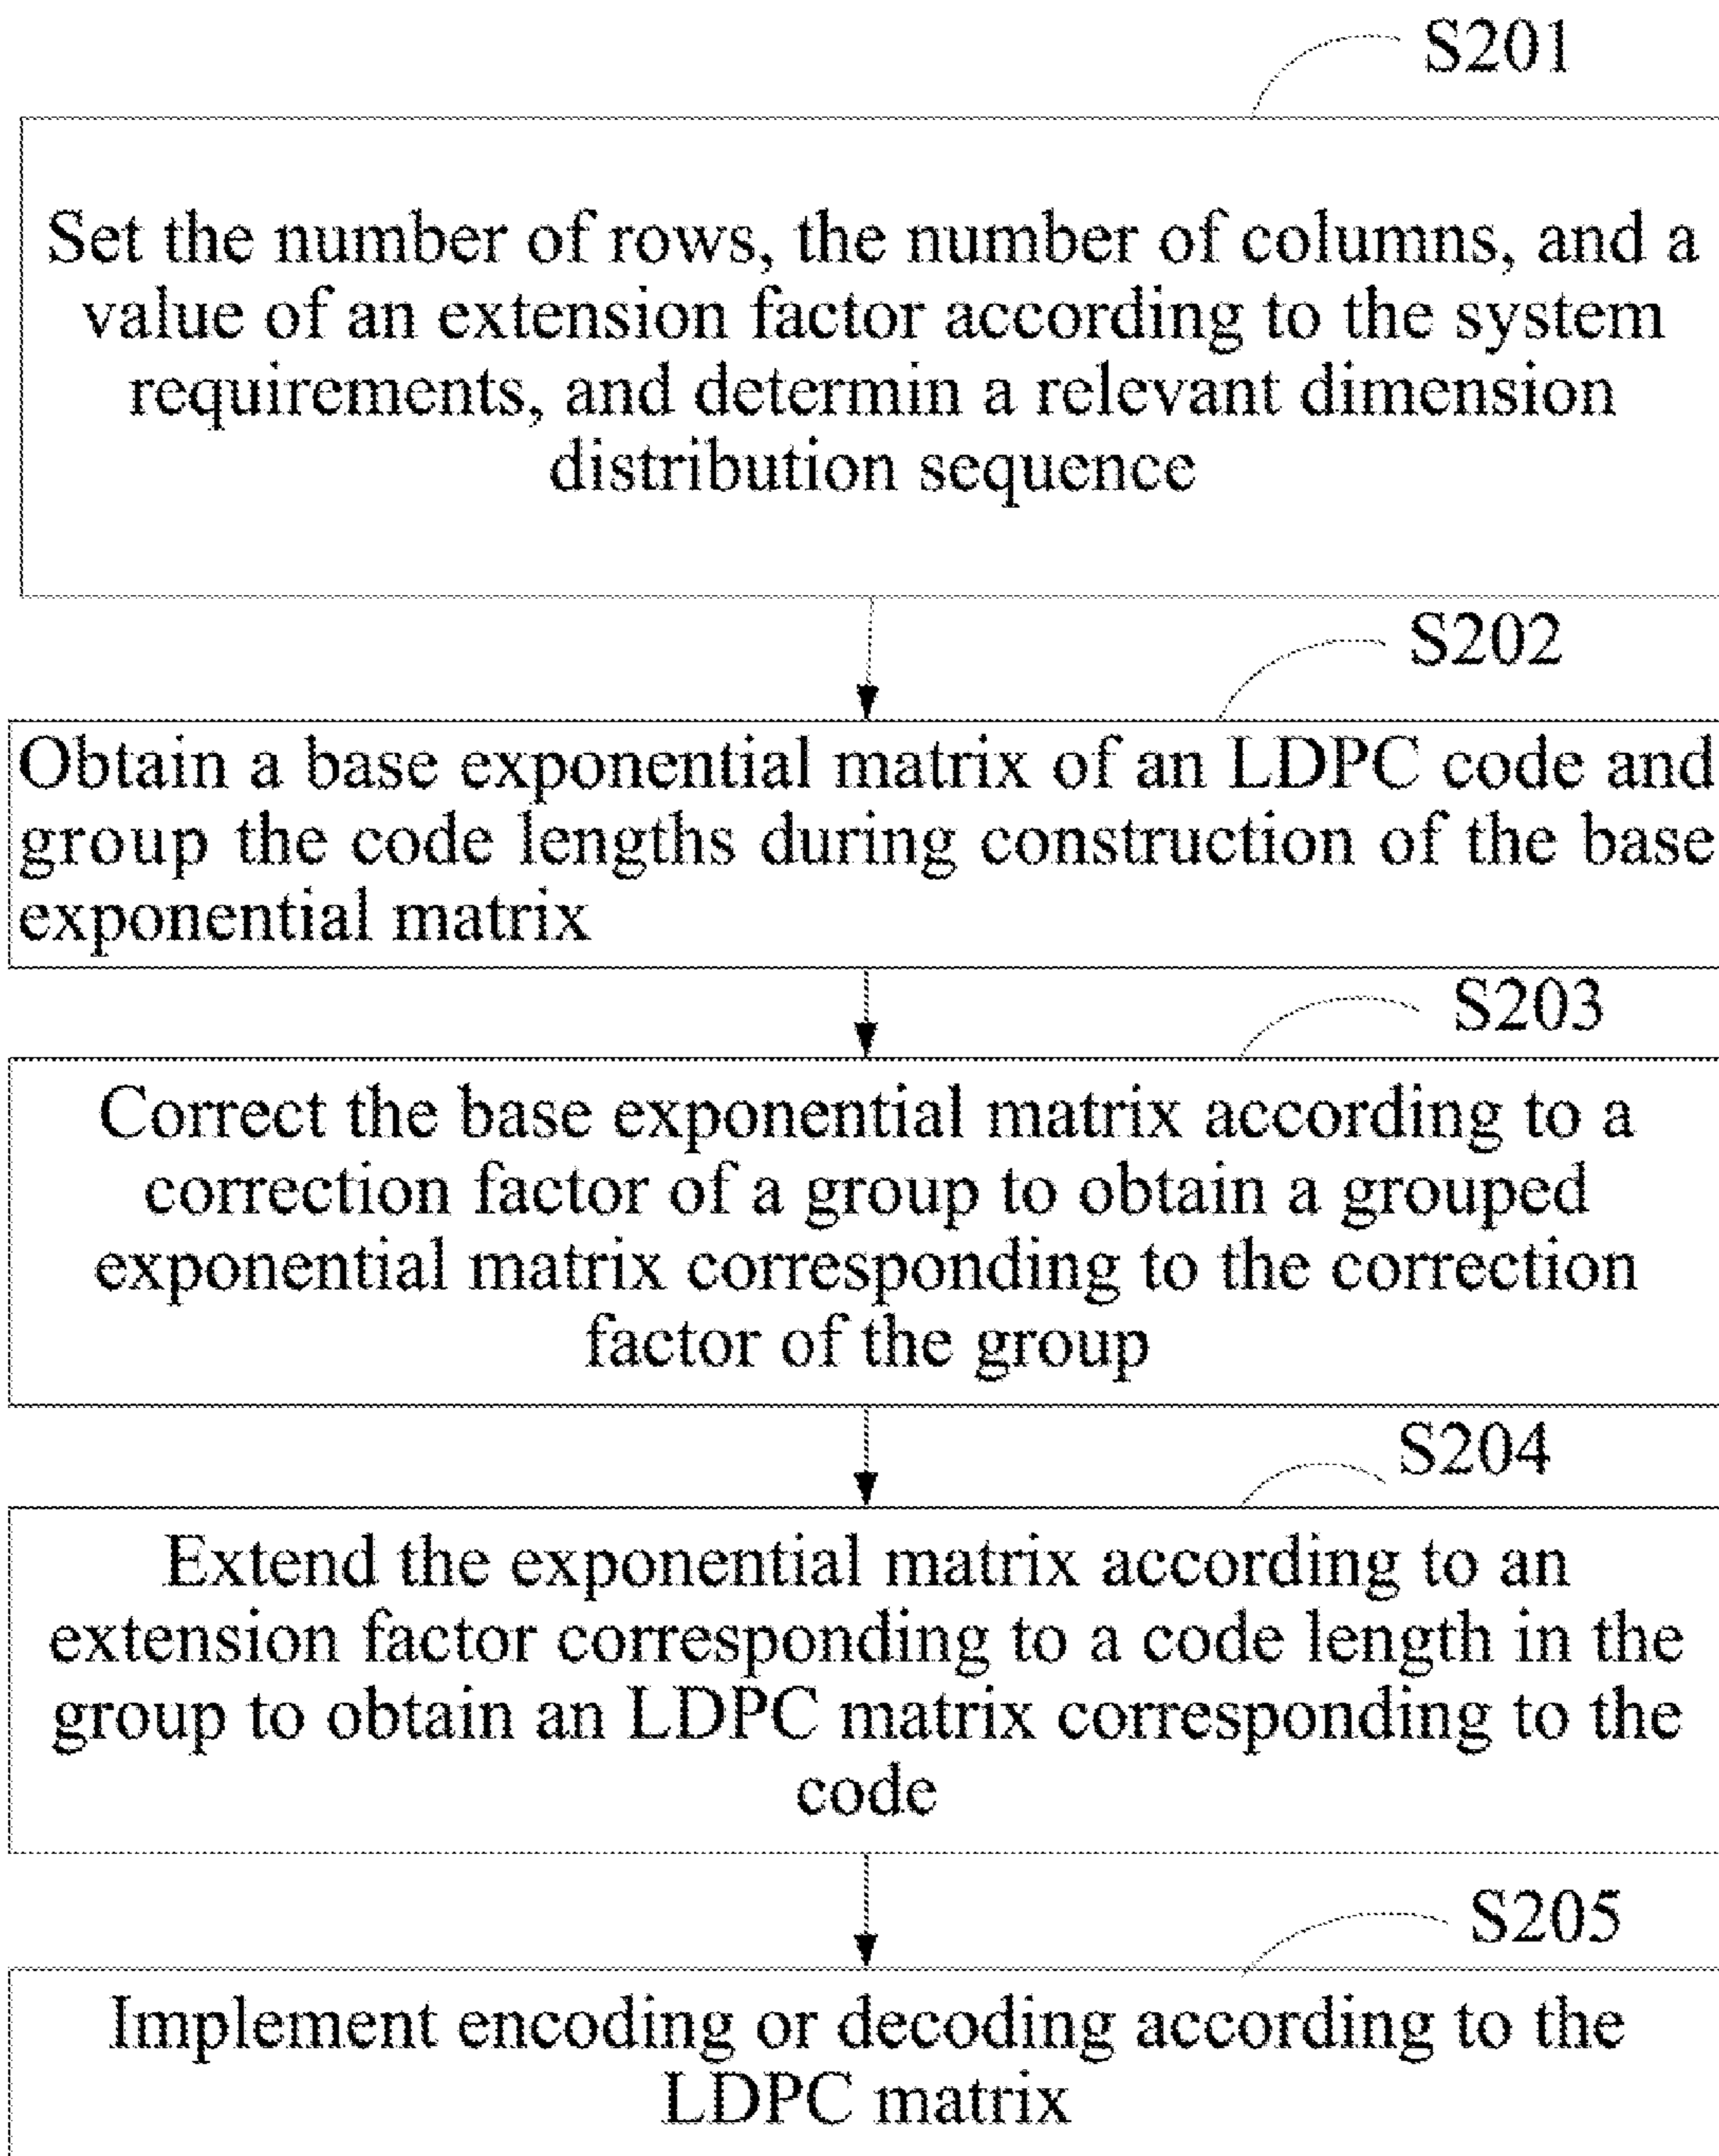 S201
Set the number of rows, the number of columns, and a
value of an extension factor according to the system
requirements, and determin a relevant dimension
distribution sequence
S202
Obtain a base exponential matrix of an LDPC code and
group the code lengths during construction of the base
exponential matrix
S203
Correct the base exponential matrix according to a
correction factor of a group to obtain a grouped
exponential matrix corresponding to the correction
factor of the group
S204
Extend the exponential matrix according to an
extension factor corresponding to a code length in the
group to obtain an LDPC matrix corresponding to the
code
S205
Implement encoding or decoding according to the
LDPC matrix